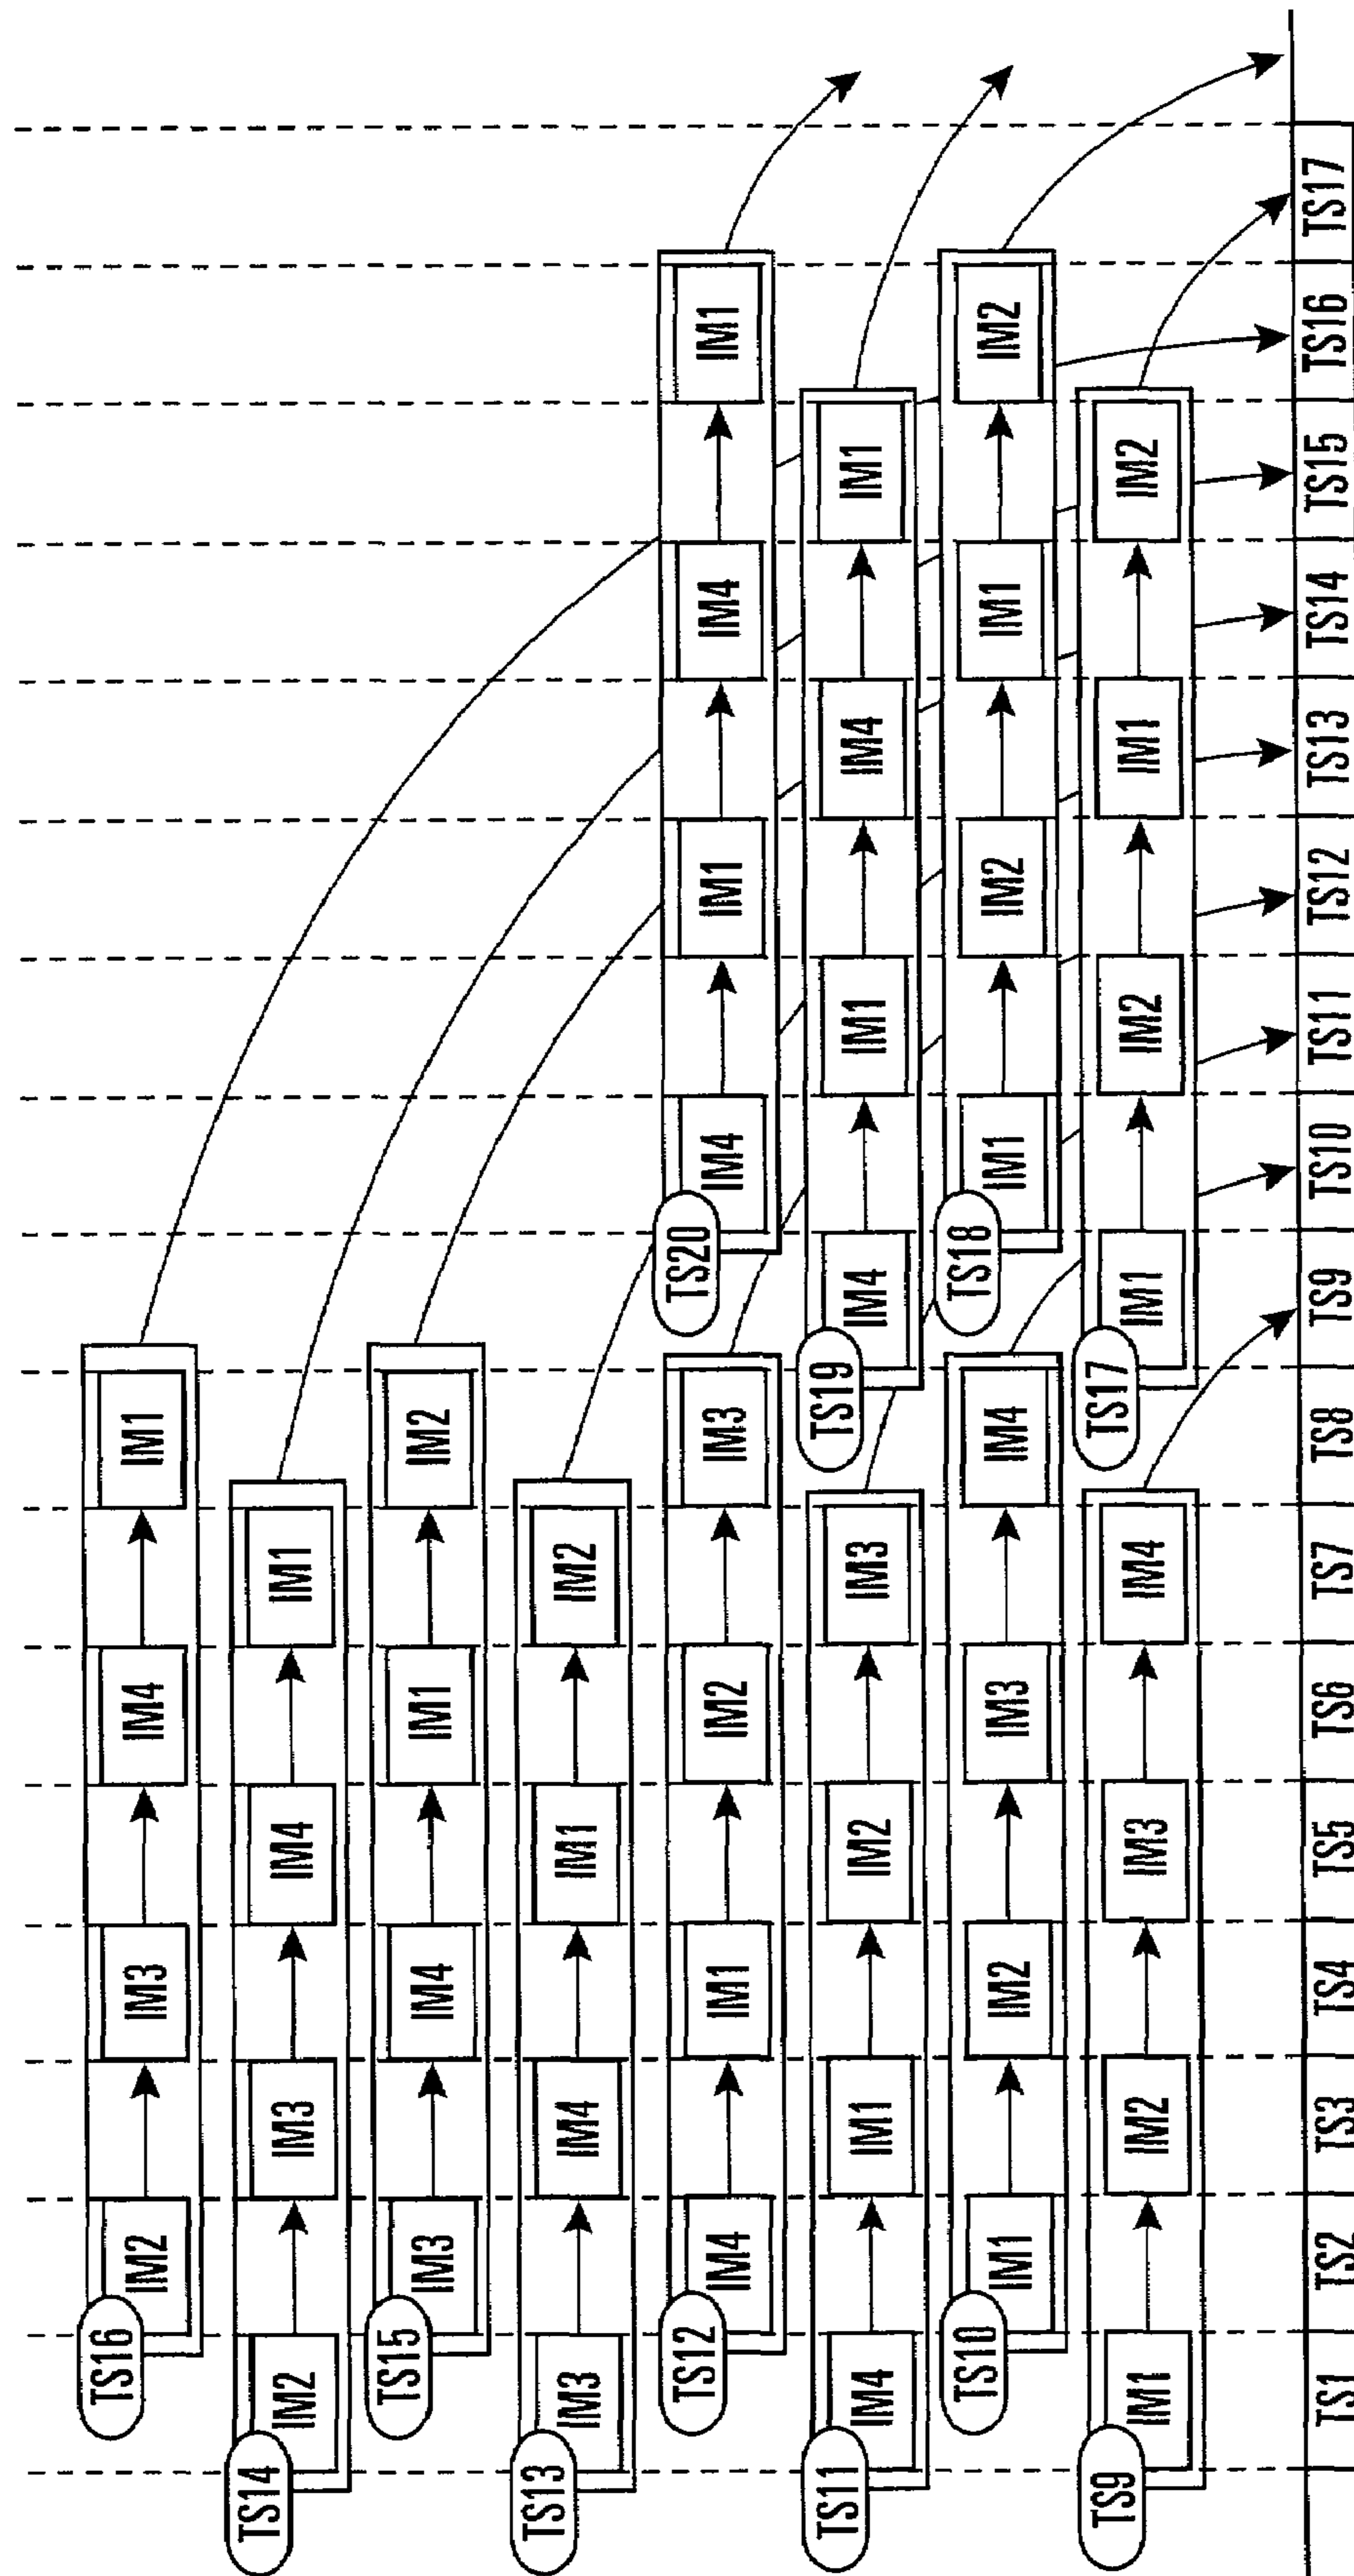 TS16 IM2 IM3 IM4 IM1
TS14 IM2 IM3 IM4 IM1
TS15 IM3 IM4 IM1 IM2
TS13 IM3 IM4 IM1 IM2
TS12 IM4 IM1 IM2 IM3 TS20 IM4 IM1 IM4 IM1
TS11 IM4 IM1 IM2 IM3 TS19 IM4 IM1 IM4 IM1
TS10 IM1 IM2 IM3 IM4 TS18 IM1 IM2 IM1 IM2
TS9 IM1 IM2 IM3 IM4 TS17 IM1 IM2 IM1 IM2
TS1 TS2 TS3 TS4 TS5 TS6 TS7 TS8 TS9 TS10 TS11 TS12 TS13 TS14 TS15 TS16 TS17